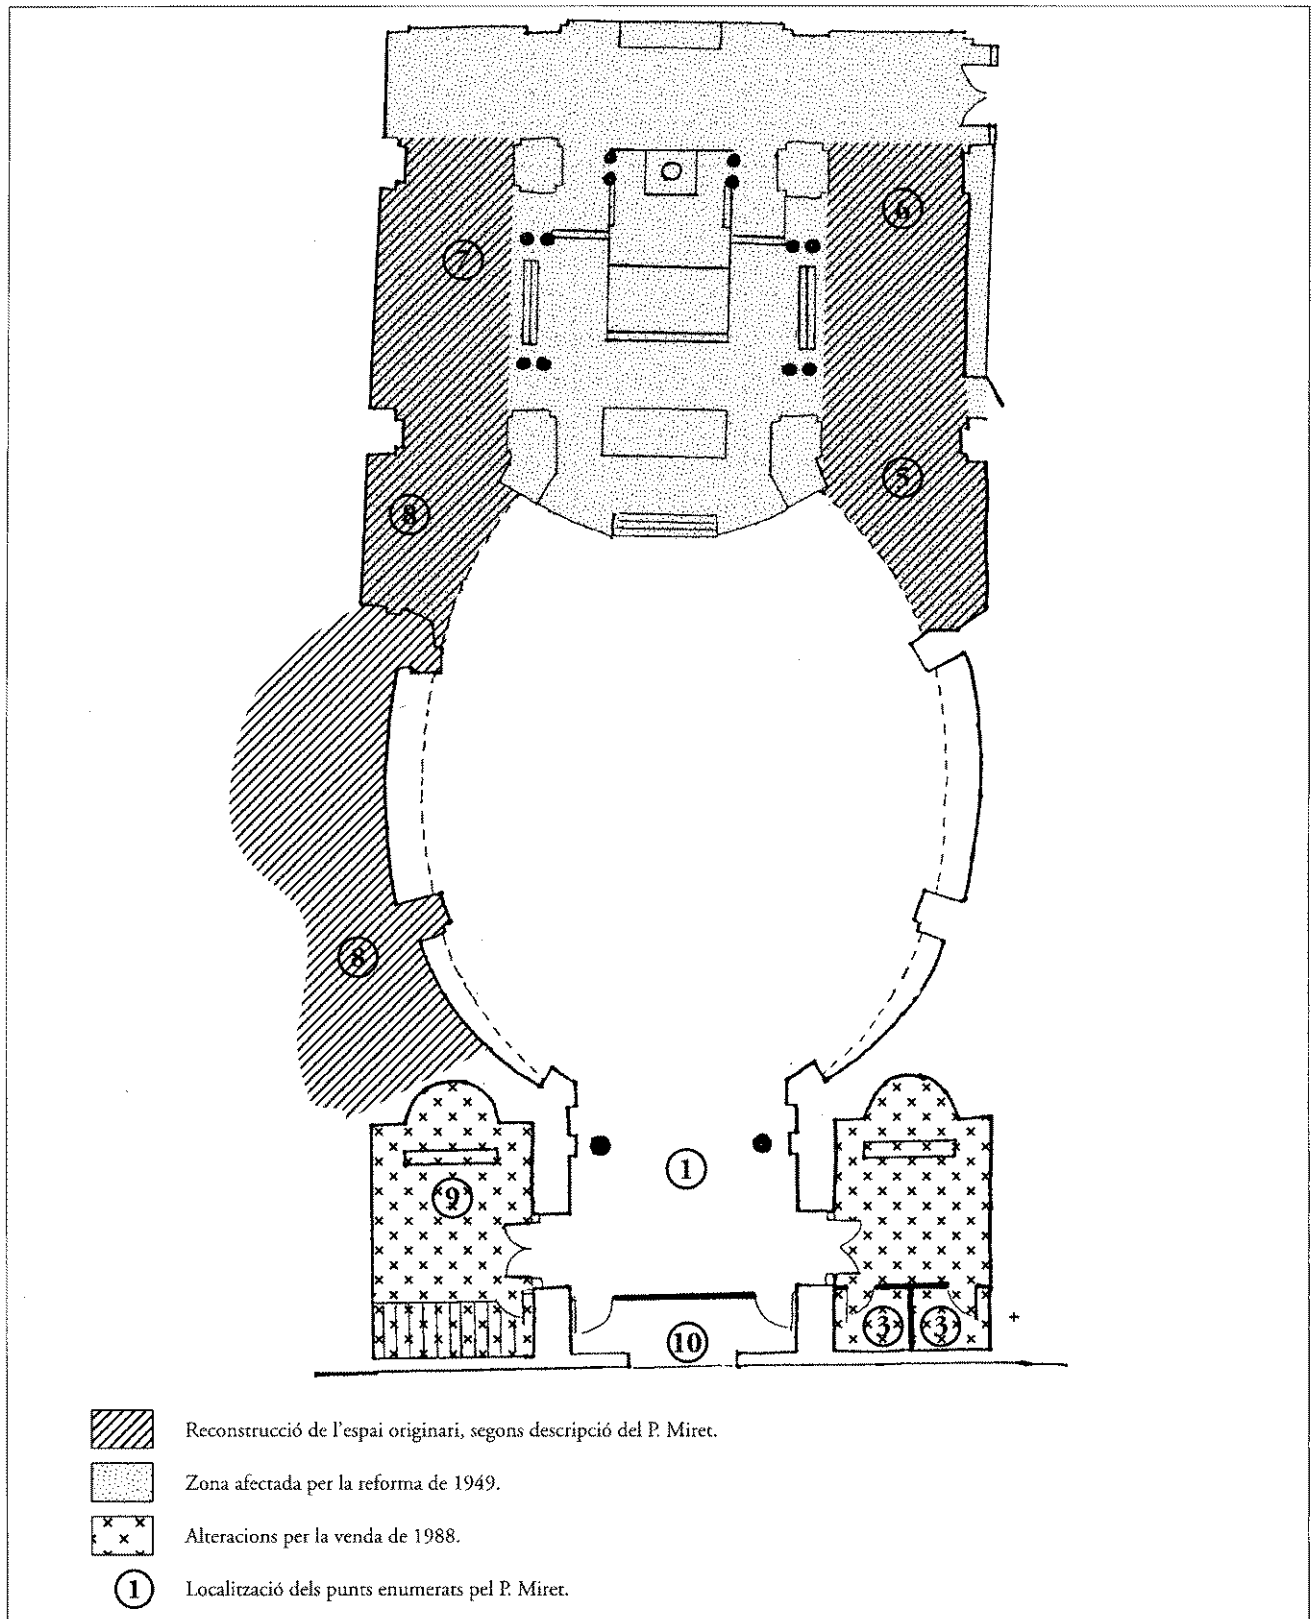 6
7
5
8
8
1
9
3 3
10
Reconstrucció de l'espai originari, segons descripció del P. Miret.
Zona afectada per la reforma de 1949.
Alteracions per la venda de 1988.
1 Localització dels punts enumerats pel P. Miret.